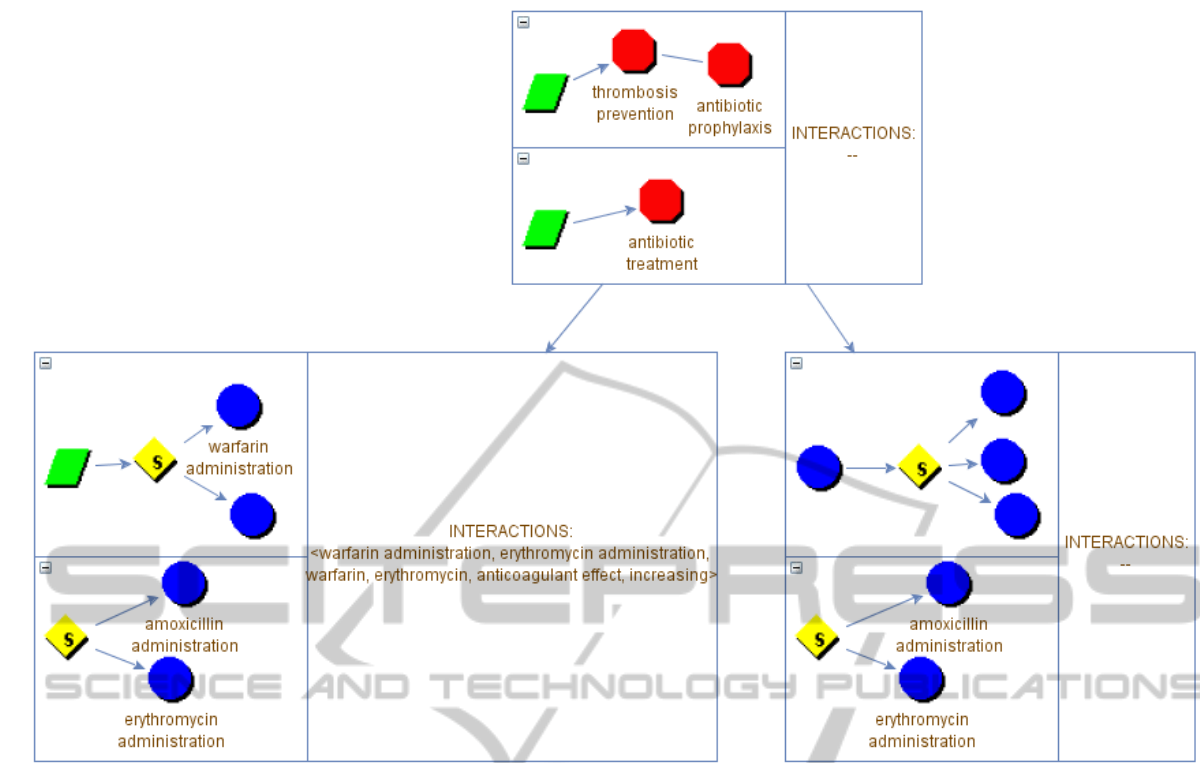 thrombosis
prevention
antibiotic
prophylaxis
INTERACTIONS:
--
antibiotic
treatment
warfarin
administration
S
INTERACTIONS:
<warfarin administration, erythromycin administration,
warfarin, erythromycin, anticoagulant effect, increasing>
S
amoxicillin
administration
erythromycin
administration
S
INTERACTIONS:
--
S
amoxicillin
administration
erythromycin
administration
SCITEPRESS
SCIENCE AND TECHNOLOGY PUBLICATIONS